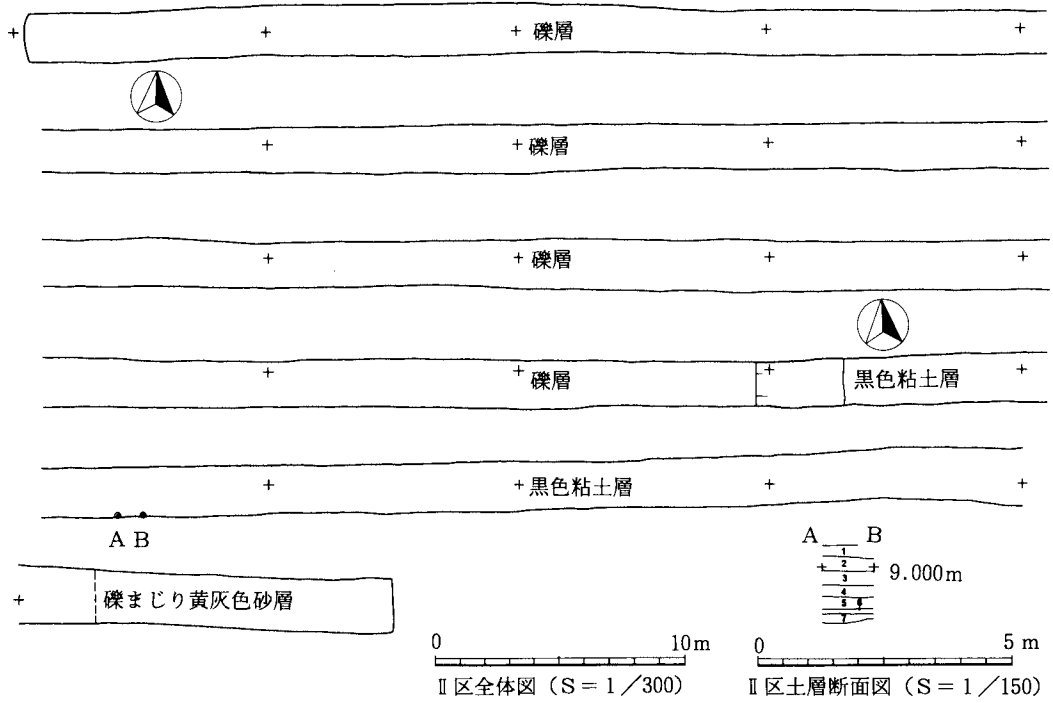 礫層
礫層
礫層
礫層
黒色粘土層
黒色粘土層
A B
A B
1
2
9.000m
3
4
5 6
7
礫まじり黄灰色砂層
0 10m
Ⅱ区全体図（S＝1／300）
0 5m
Ⅱ区土層断面図（S＝1／150）